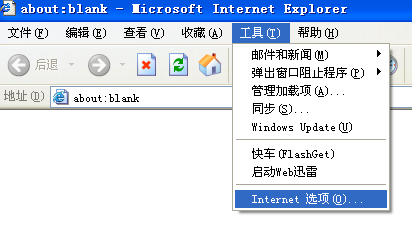 about:blank - Microsoft Internet Explorer
文件(F) 编辑(E) 查看(V) 收藏(A) 工具(T) 帮助(H)
后退
地址(D) about:blank
邮件和新闻(M)
弹出窗口阻止程序(P)
管理加载项(A)...
同步(S)...
Windows Update(U)
快车(FlashGet)
启动Web迅雷
Internet 选项(O)...